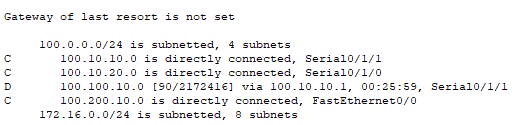 Gateway of last resort is not set
100.0.0.0/24 is subnetted, 4 subnets
C 100.10.10.0 is directly connected, Serial0/1/1
C 100.10.20.0 is directly connected, Serial0/1/0
D 100.100.10.0 [90/2172416] via 100.10.10.1, 00:25:59, Serial0/1/1
C 100.200.10.0 is directly connected, FastEthernet0/0
172.16.0.0/24 is subnetted, 8 subnets